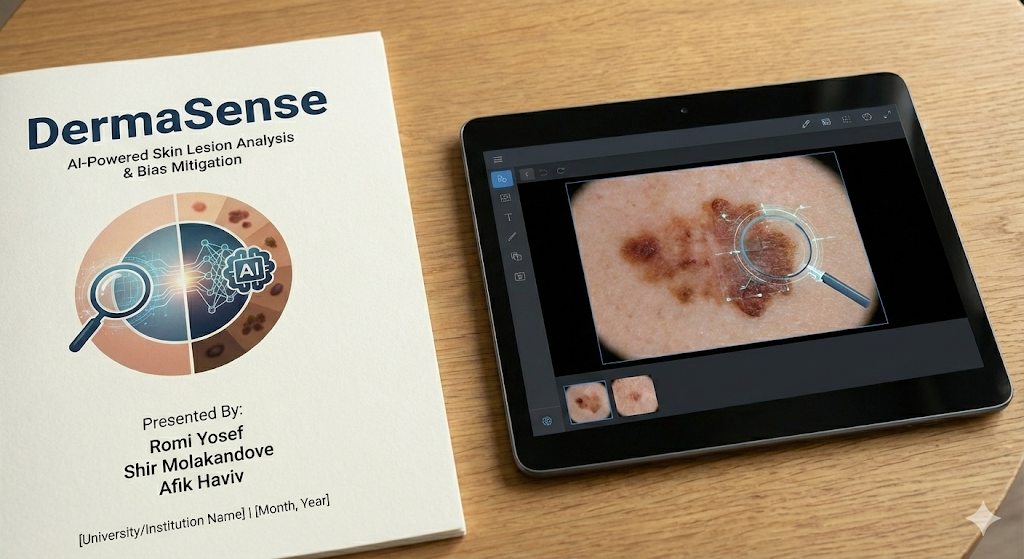 DermaSense
AI-Powered Skin Lesion Analysis
& Bias Mitigation
AI
Presented By:
Romi Yosef
Shir Molakandove
Afik Haviv
[University/Institution Name] | [Month, Year]
T